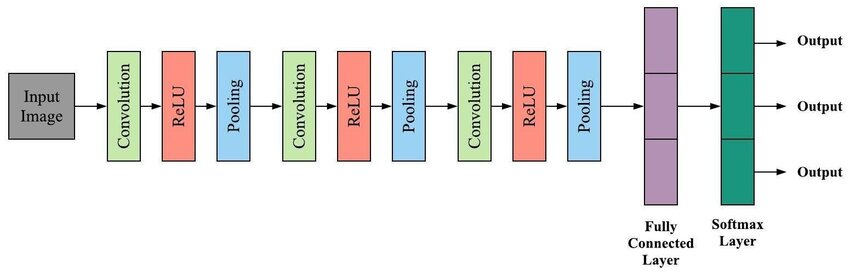 Input
Image
Convolution
ReLU
Pooling
Convolution
ReLU
Pooling
Convolution
ReLU
Pooling
Fully
Connected
Layer
Softmax
Layer
Output
Output
Output